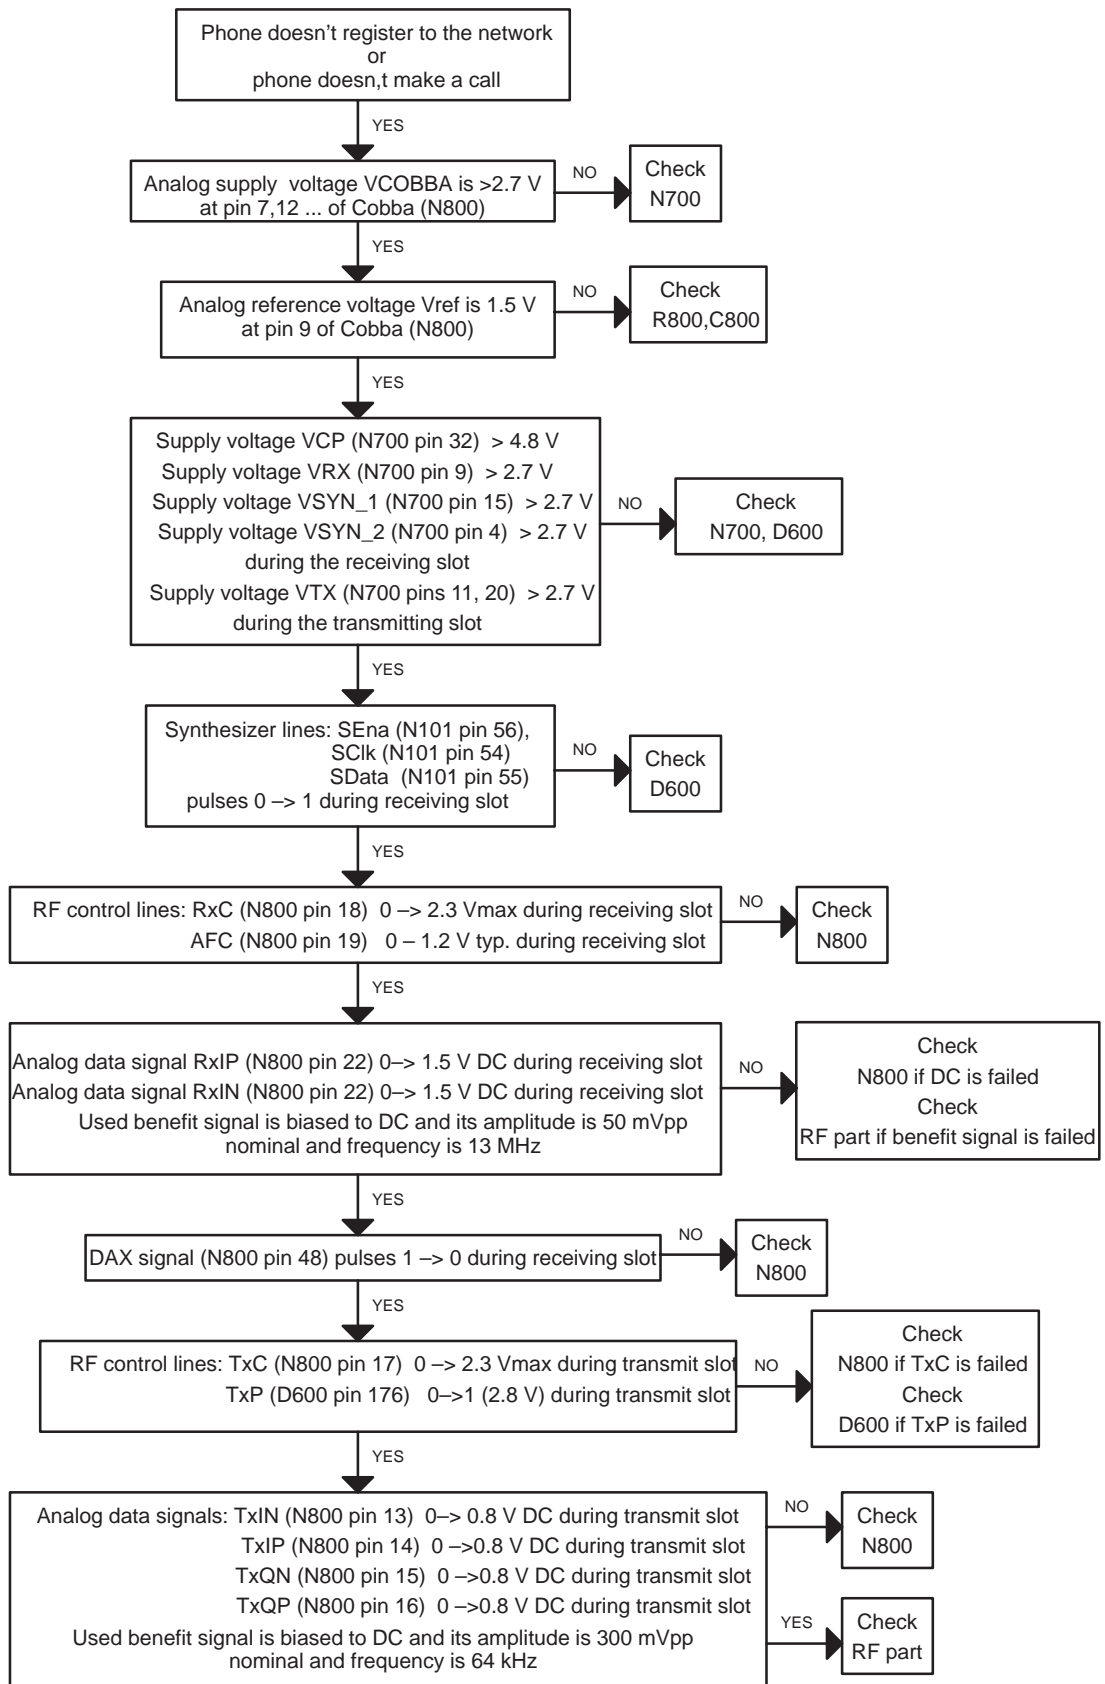 Phone doesn’t register to the network
or
phone doesn,t make a call
YES
Analog supply voltage VCOBBA is >2.7 V
at pin 7,12 ... of Cobba (N800)
NO
Check
N700
YES
Analog reference voltage Vref is 1.5 V
at pin 9 of Cobba (N800)
NO
Check
R800,C800
YES
Supply voltage VCP (N700 pin 32) > 4.8 V
Supply voltage VRX (N700 pin 9) > 2.7 V
Supply voltage VSYN_1 (N700 pin 15) > 2.7 V
Supply voltage VSYN_2 (N700 pin 4) > 2.7 V
during the receiving slot
Supply voltage VTX (N700 pins 11, 20) > 2.7 V
during the transmitting slot
NO
Check
N700, D600
YES
Synthesizer lines: SEna (N101 pin 56),
SClk (N101 pin 54)
SData (N101 pin 55)
pulses 0 –> 1 during receiving slot
NO
Check
D600
YES
RF control lines: RxC (N800 pin 18) 0 –> 2.3 Vmax during receiving slot
AFC (N800 pin 19) 0 – 1.2 V typ. during receiving slot
NO
Check
N800
YES
Analog data signal RxIP (N800 pin 22) 0–> 1.5 V DC during receiving slot
Analog data signal RxIN (N800 pin 22) 0–> 1.5 V DC during receiving slot
Used benefit signal is biased to DC and its amplitude is 50 mVpp
nominal and frequency is 13 MHz
NO
Check
N800 if DC is failed
Check
RF part if benefit signal is failed
YES
DAX signal (N800 pin 48) pulses 1 –> 0 during receiving slot
NO
Check
N800
YES
RF control lines: TxC (N800 pin 17) 0 –> 2.3 Vmax during transmit slot
TxP (D600 pin 176) 0–>1 (2.8 V) during transmit slot
NO
Check
N800 if TxC is failed
Check
D600 if TxP is failed
YES
Analog data signals: TxIN (N800 pin 13) 0–> 0.8 V DC during transmit slot
TxIP (N800 pin 14) 0 –>0.8 V DC during transmit slot
TxQN (N800 pin 15) 0 –>0.8 V DC during transmit slot
TxQP (N800 pin 16) 0 –>0.8 V DC during transmit slot
Used benefit signal is biased to DC and its amplitude is 300 mVpp
nominal and frequency is 64 kHz
NO
Check
N800
YES
Check
RF part